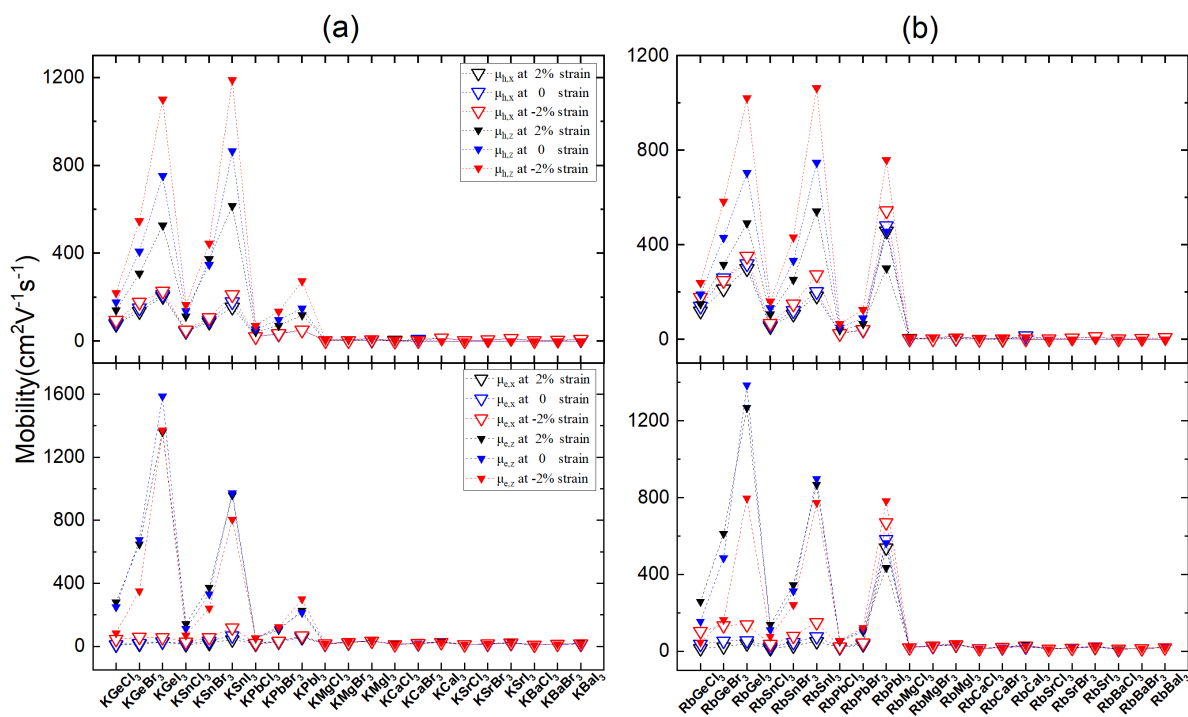 (a) (b)
Mobility(cm²V⁻¹s⁻¹)
1200
800
400
0
μh,x at 2% strain
μh,x at 0 strain
μh,x at -2% strain
μh,z at 2% strain
μh,z at 0 strain
μh,z at -2% strain
1200
800
400
0
1600
1200
800
400
0
μe,x at 2% strain
μe,x at 0 strain
μe,x at -2% strain
μe,z at 2% strain
μe,z at 0 strain
μe,z at -2% strain
1200
800
400
0
KGeCl₃
KGeBr₃
KGeI₃
KSnCl₃
KSnBr₃
KSnI₃
KPbCl₃
KPbBr₃
KPbI₃
KMgCl₃
KMgBr₃
KMgI₃
KCaCl₃
KCaBr₃
KCaI₃
KSrCl₃
KSrBr₃
KSrI₃
KBaCl₃
KBaBr₃
KBaI₃
RbGeCl₃
RbGeBr₃
RbGeI₃
RbSnCl₃
RbSnBr₃
RbSnI₃
RbPbCl₃
RbPbBr₃
RbPbI₃
RbMgCl₃
RbMgBr₃
RbMgI₃
RbCaCl₃
RbCaBr₃
RbCaI₃
RbSrCl₃
RbSrBr₃
RbSrI₃
RbBaCl₃
RbBaBr₃
RbBaI₃